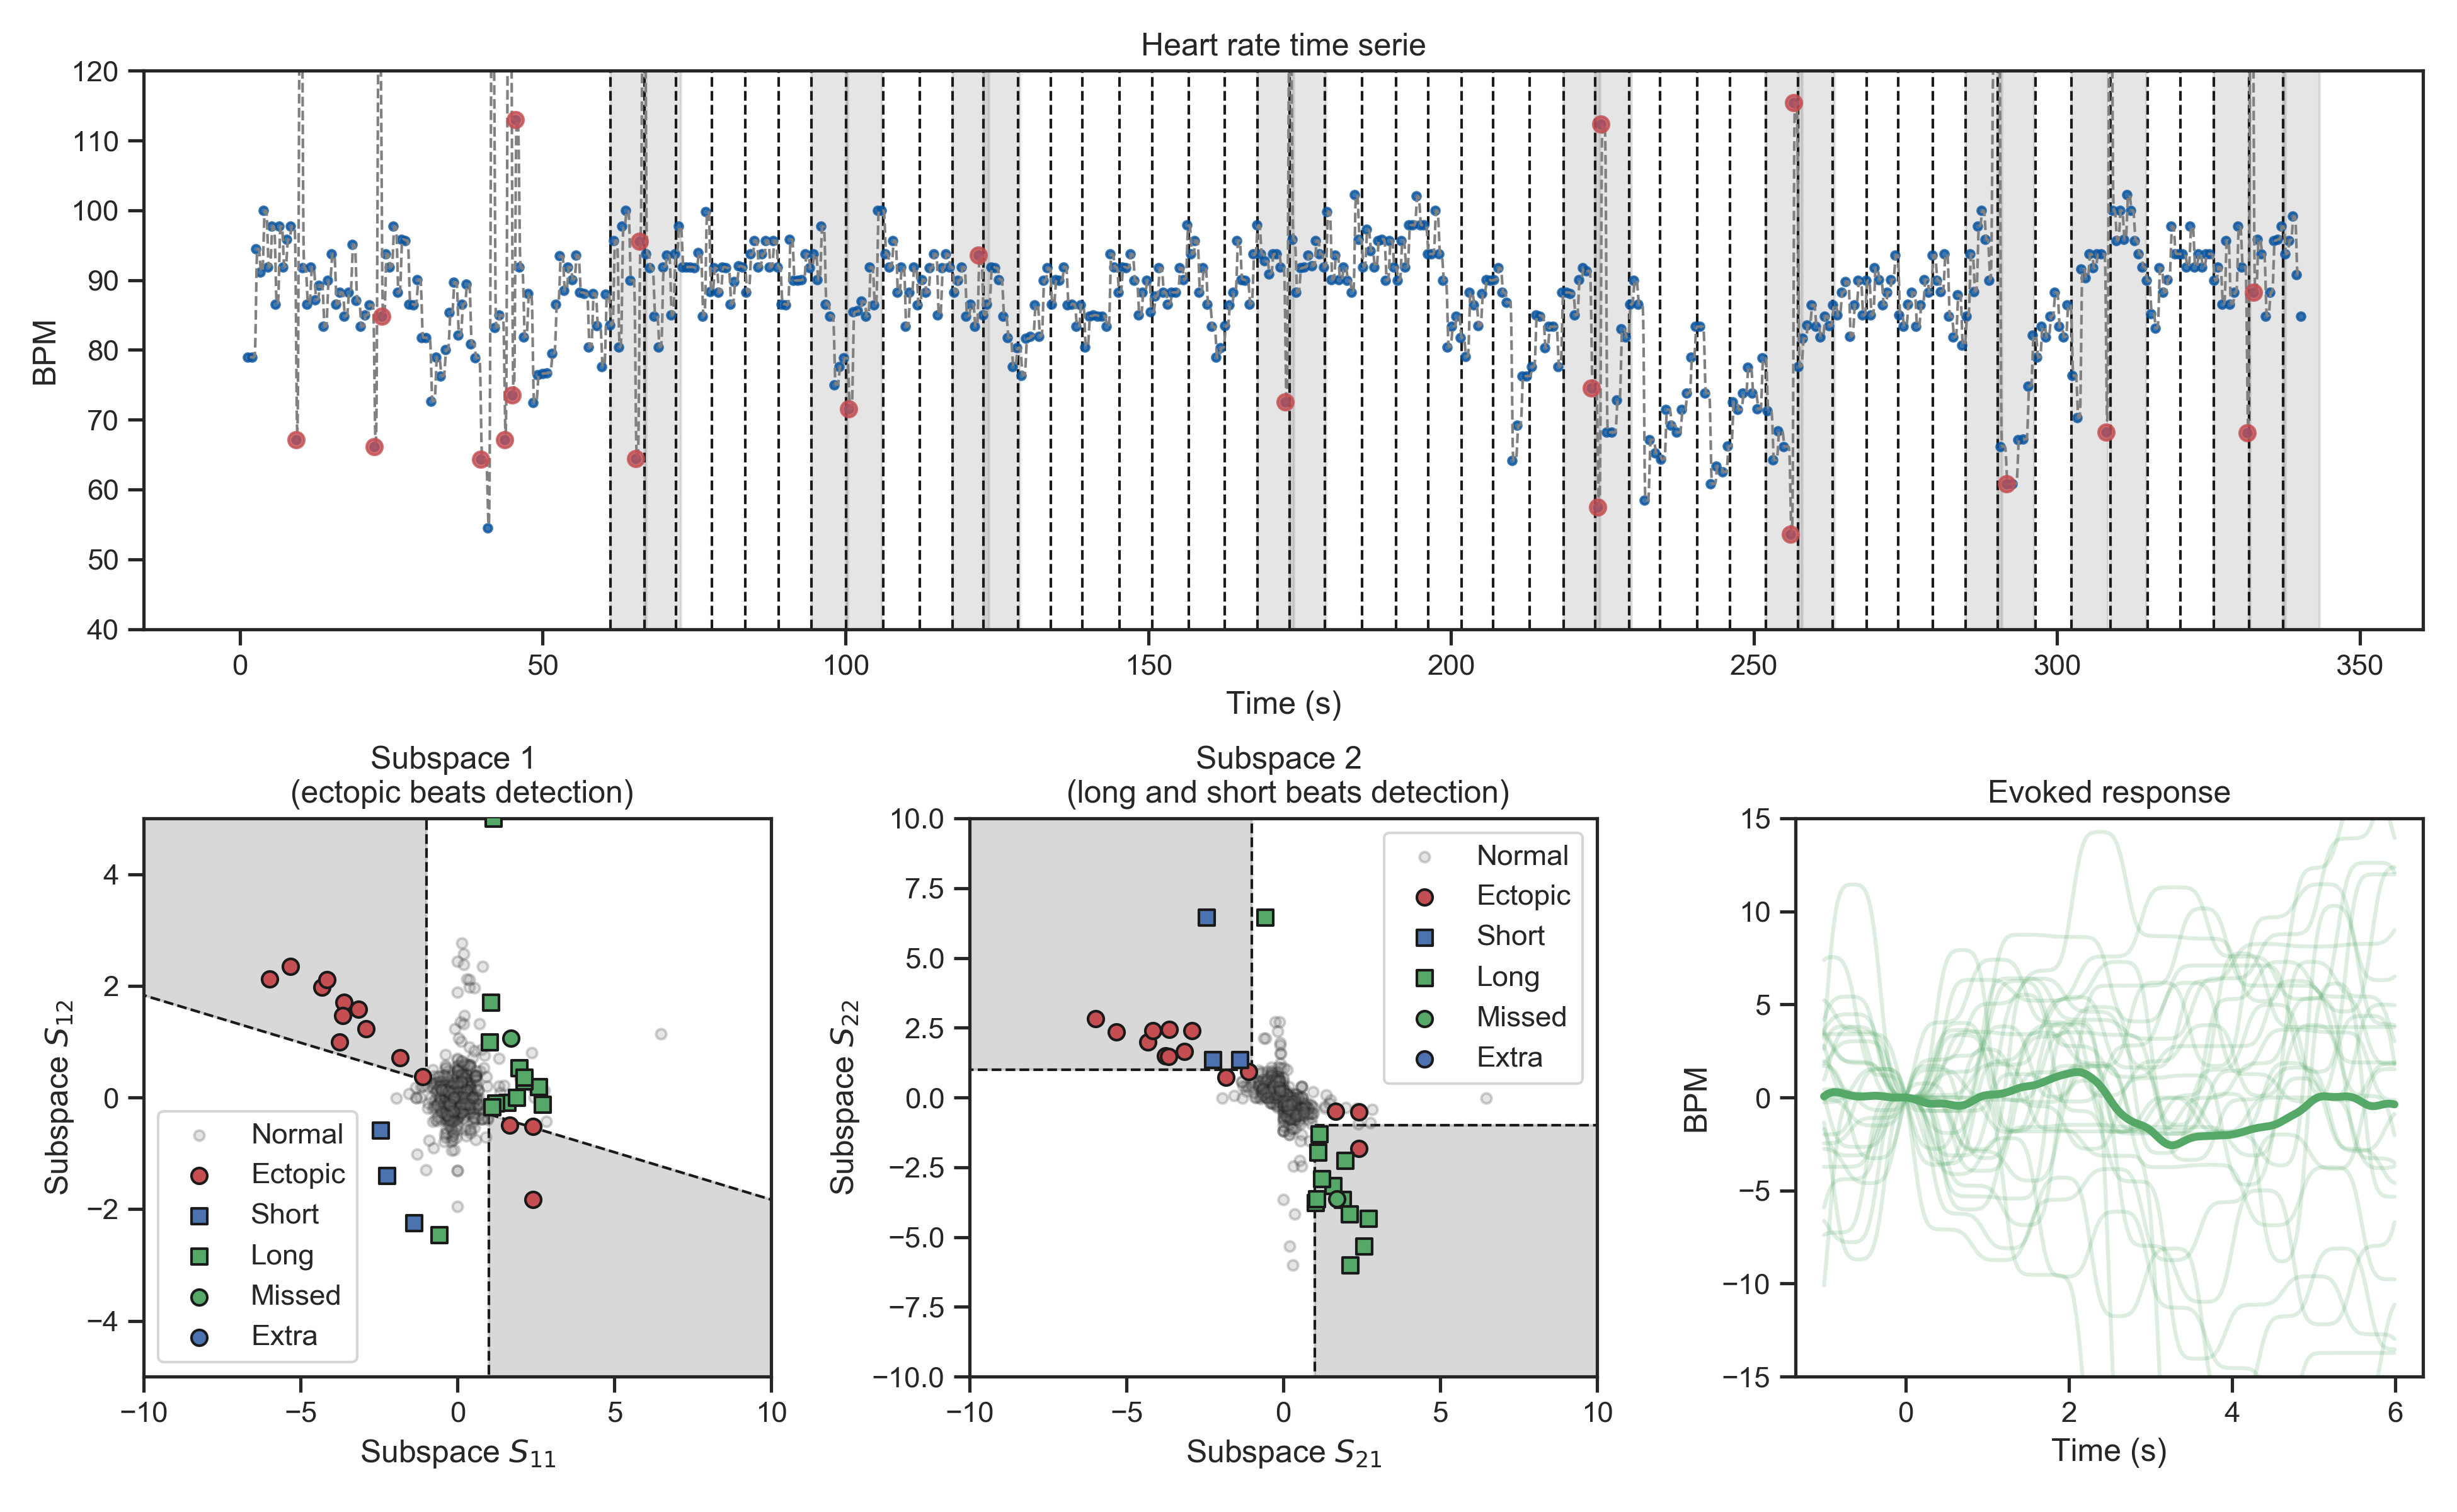 Heart rate time serie
120
110
100
90
80
70
60
50
40
BPM
0 50 100 150 200 250 300 350
Time (s)
Subspace 1
(ectopic beats detection)
4
2
0
−2
−4
Subspace S12
Normal
Ectopic
Short
Long
Missed
Extra
−10 −5 0 5 10
Subspace S11
Subspace 2
(long and short beats detection)
10.0
7.5
5.0
2.5
0.0
−2.5
−5.0
−7.5
−10.0
Subspace S22
Normal
Ectopic
Short
Long
Missed
Extra
−10 −5 0 5 10
Subspace S21
Evoked response
15
10
5
0
−5
−10
−15
BPM
0 2 4 6
Time (s)